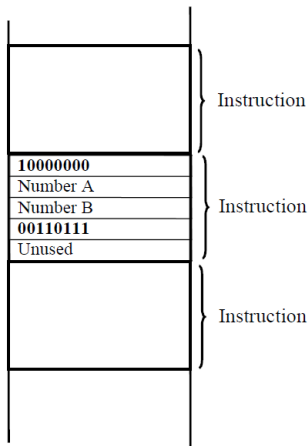 Instruction
10000000
Number A
Number B
Instruction
00110111
Unused
Instruction